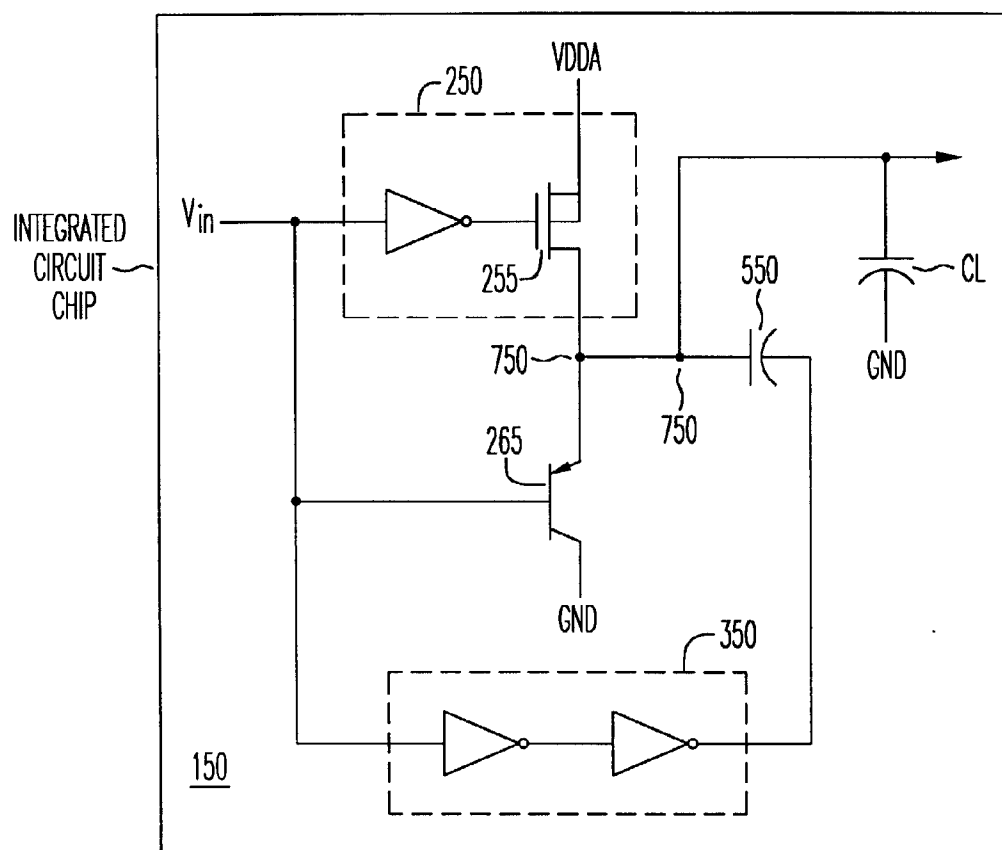 VDDA
250
Vin
INTEGRATED
CIRCUIT
CHIP
255
550
CL
750
GND
750
265
GND
350
150